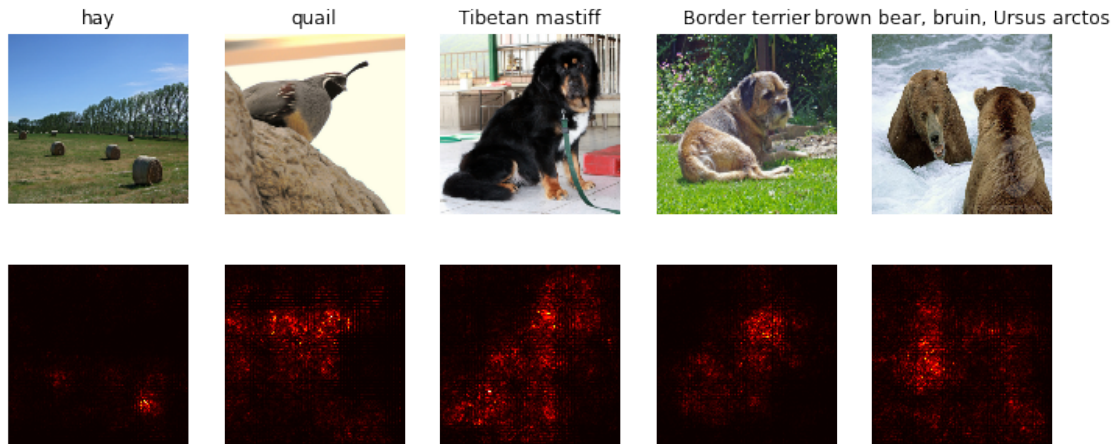 hay
quail
Tibetan mastiff
Border terrier
brown bear, bruin, Ursus arctos